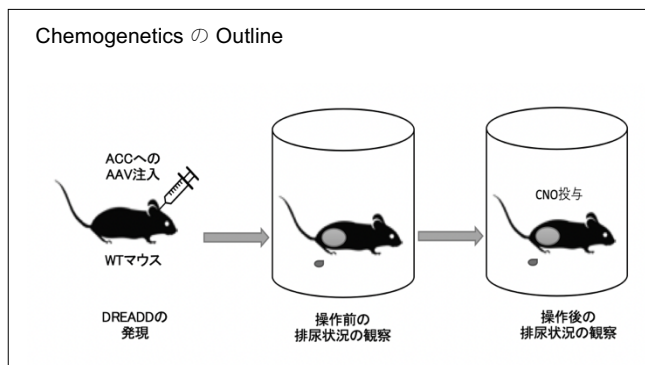 Chemogenetics の Outline
ACCへの
AAV注入
WTマウス
DREADDの
発現
操作前の
排尿状況の観察
CNO投与
操作後の
排尿状況の観察